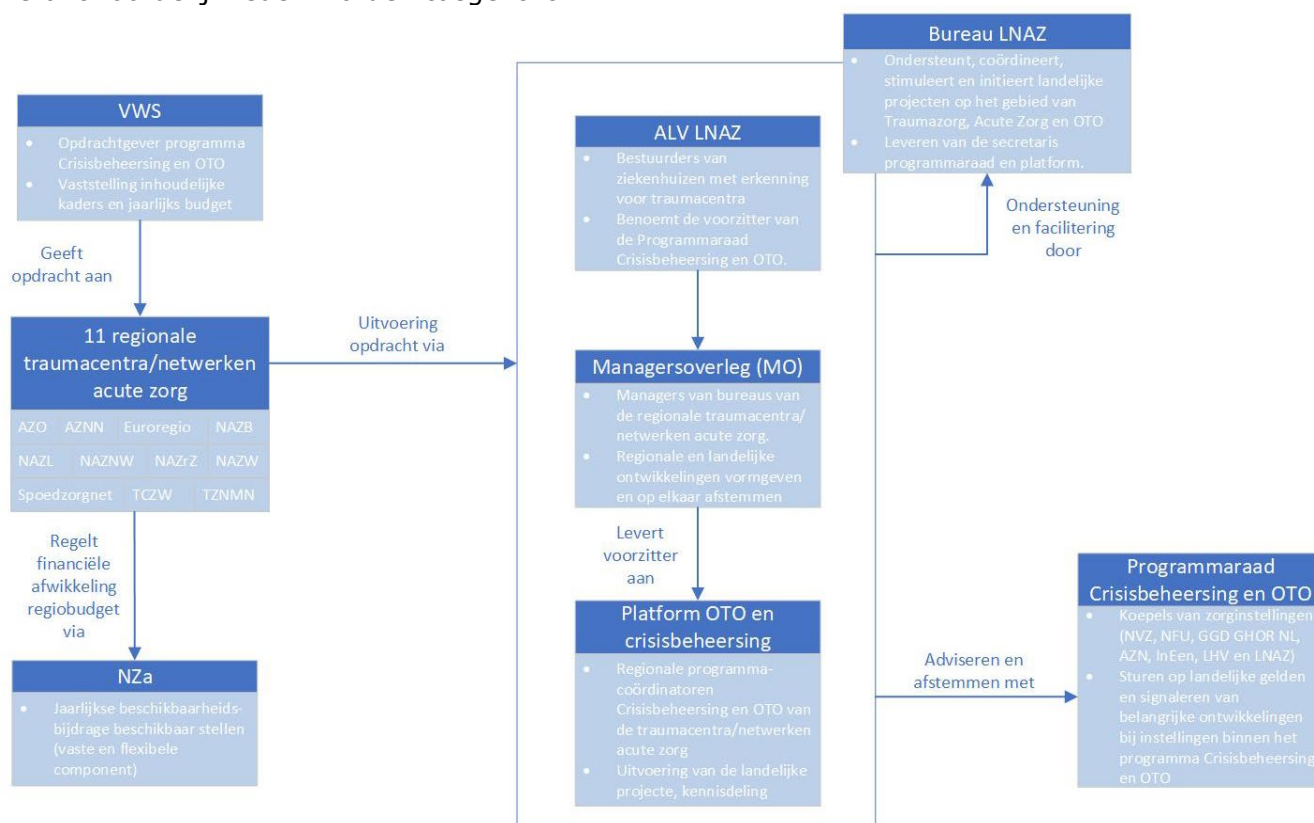 Bureau LNAZ
Ondersteunt, coördineert,
stimuleert en initieert landelijke
projecten op het gebied van
Traumazorg, Acute Zorg en OTO
Leveren van de secretaris
programmaraad en platform.
VWS
Opdrachtgever programma
Crisisbeheersing en OTO
Vaststelling inhoudelijke
kaders en jaarlijks budget
ALV LNAZ
Bestuurders van
ziekenhuizen met erkenning
voor traumacentra
Benoemt de voorzitter van
de Programmaraad
Crisisbeheersing en OTO.
Ondersteuning
en facilitering
door
Geeft
opdracht aan
11 regionale
traumacentra/netwerken
acute zorg
AZO AZNN Euroregio NAZB
NAZL NAZNW NAZrZ NAZW
Spoedzorgnet TCZW TZNMN
Uitvoering
opdracht via
Managersoverleg (MO)
Managers van bureaus van
de regionale traumacentra/
netwerken acute zorg.
Regionale en landelijke
ontwikkelingen vormgeven
en op elkaar afstemmen
Regelt
financiële
afwikkeling
regiobudget
via
Levert
voorzitter
aan
NZa
Jaarlijkse beschikbaarheids-
bijdrage beschikbaar stellen
(vaste en flexibele
component)
Platform OTO en
crisisbeheersing
Regionale programma-
coördinatoren
Crisisbeheersing en OTO van
de traumacentra/netwerken
acute zorg
Uitvoering van de landelijke
projecte, kennisdeling
Adviseren en
afstemmen met
Programmaraad
Crisisbeheersing en OTO
Koepels van zorginstellingen
(NVZ, NFU, GGD GHOR NL,
AZN, InEen, LHV en LNAZ)
Sturen op landelijke gelden
en signaleren van
belangrijke ontwikkelingen
bij instellingen binnen het
programma Crisisbeheersing
en OTO